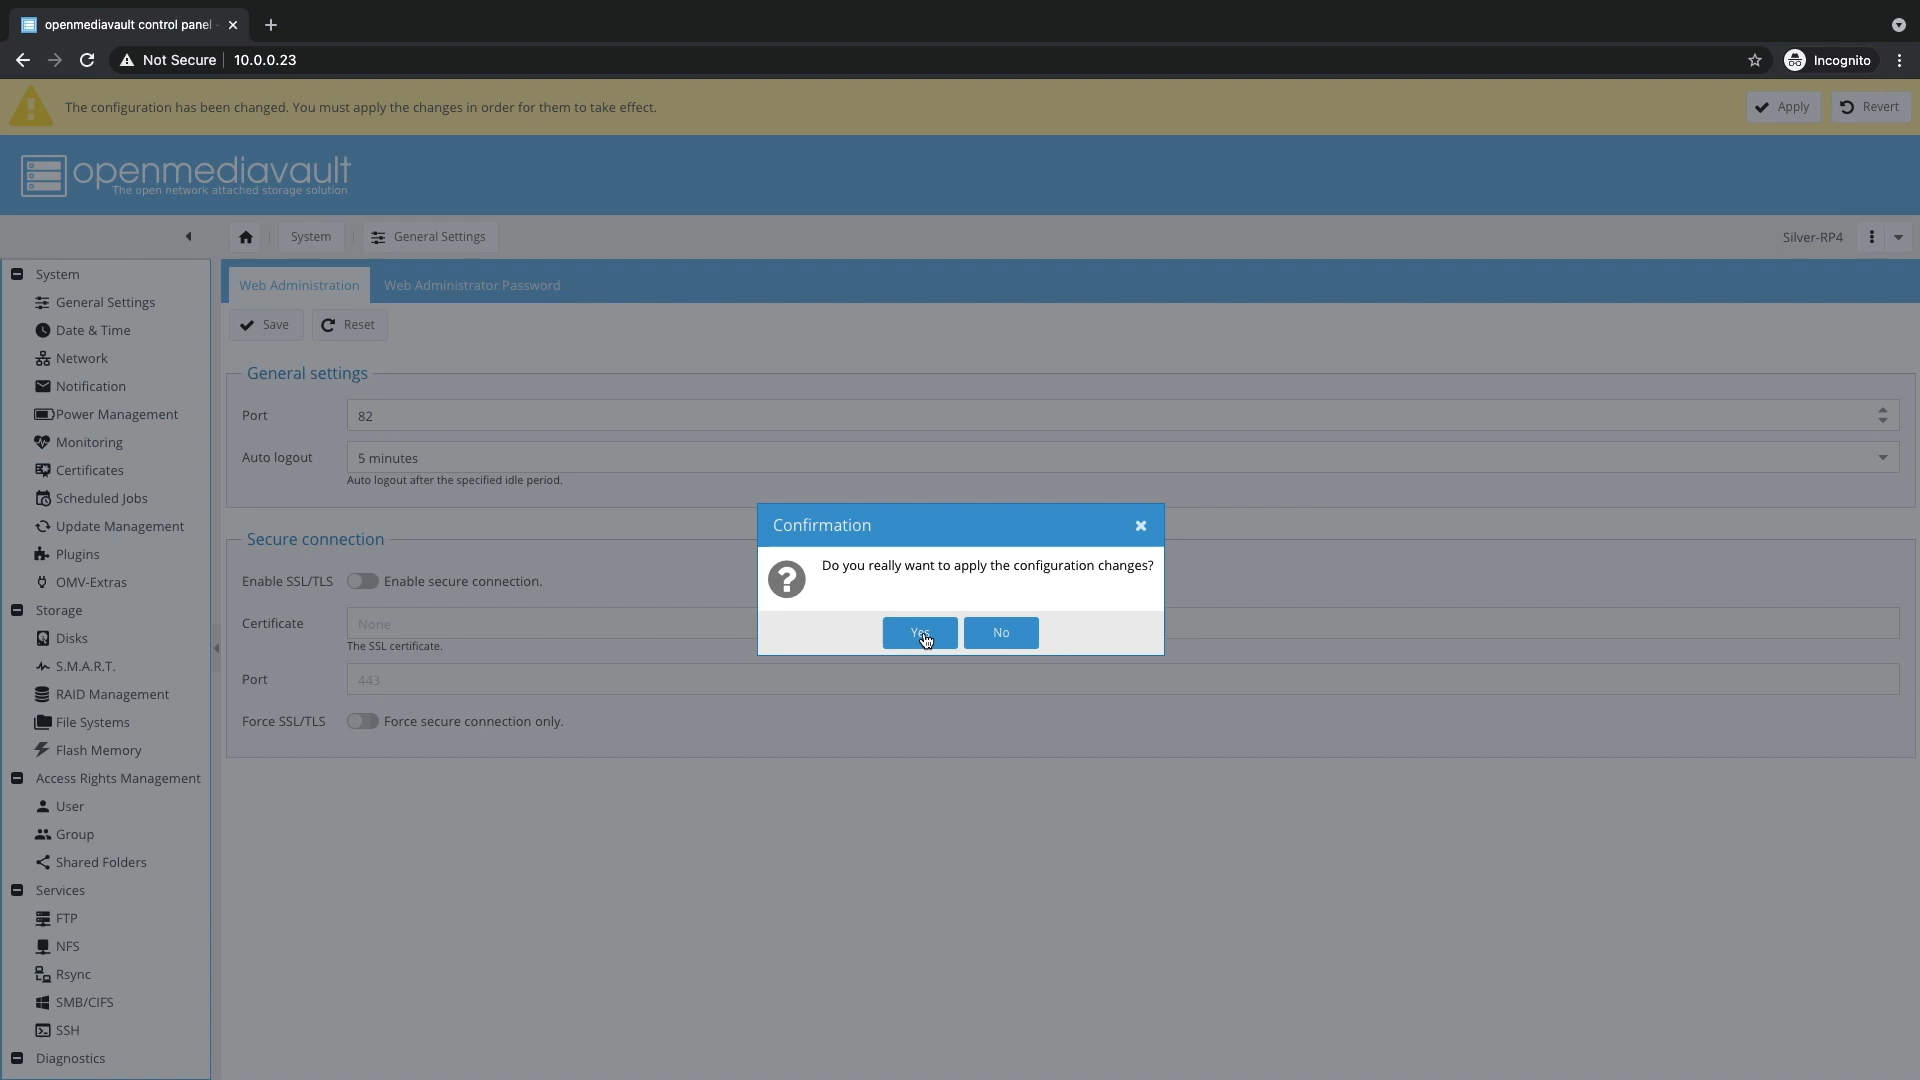 openmediavault control panel -
Not Secure
10.0.0.23
Incognito
The configuration has been changed. You must apply the changes in order for them to take effect.
Apply
Revert
openmediavault
The open network attached storage solution
System
General Settings
Silver-RP4
System
General Settings
Date & Time
Network
Notification
Power Management
Monitoring
Certificates
Scheduled Jobs
Update Management
Plugins
OMV-Extras
Storage
Disks
S.M.A.R.T.
RAID Management
File Systems
Flash Memory
Access Rights Management
User
Group
Shared Folders
Services
FTP
NFS
Rsync
SMB/CIFS
SSH
Diagnostics
Web Administration
Web Administrator Password
Save
Reset
General settings
Port
82
Auto logout
5 minutes
Auto logout after the specified idle period.
Secure connection
Enable SSL/TLS
Enable secure connection.
Certificate
None
The SSL certificate.
Port
443
Force SSL/TLS
Force secure connection only.
Confirmation
Do you really want to apply the configuration changes?
Yes
No